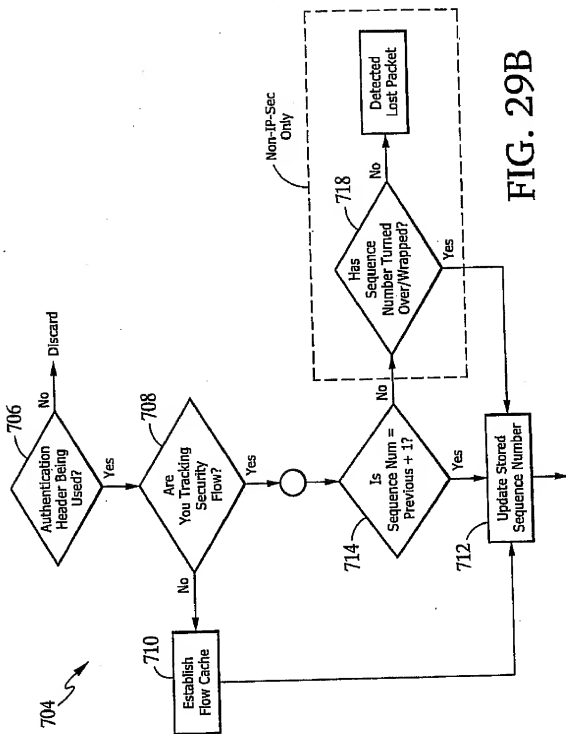 704
706
Authentication
Header Being
Used?
No
Discard
Yes
708
Are
You Tracking
Security
Flow?
No
Yes
710
Establish
Flow Cache
714
Is
Sequence Num =
Previous + 1?
No
Yes
Non-IP-Sec
Only
718
Has
Sequence
Number Turned
Over/Wrapped?
No
Yes
Detected
Lost Packet
712
Update Stored
Sequence Number
FIG. 29B